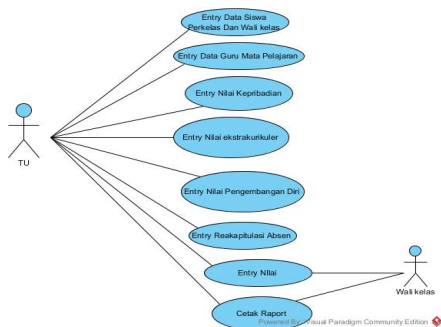 Entry Data Siswa
Perkelas Dan Wali kelas
Entry Data Guru Mata Pelajaran
Entry Nilai Kepribadian
Entry Nilai ekstrakurikuler
TU
Entry Nilai Pengembangan Diri
Entry Reakapitulasi Absen
Entry NIlai
Wali kelas
Cetak Raport
Powered By: Visual Paradigm Community Edition